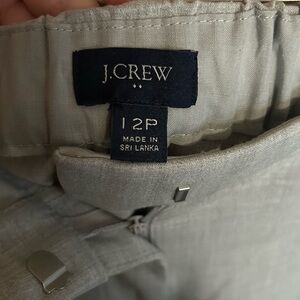 J.CREW
12P
MADE IN
SRI LANKA